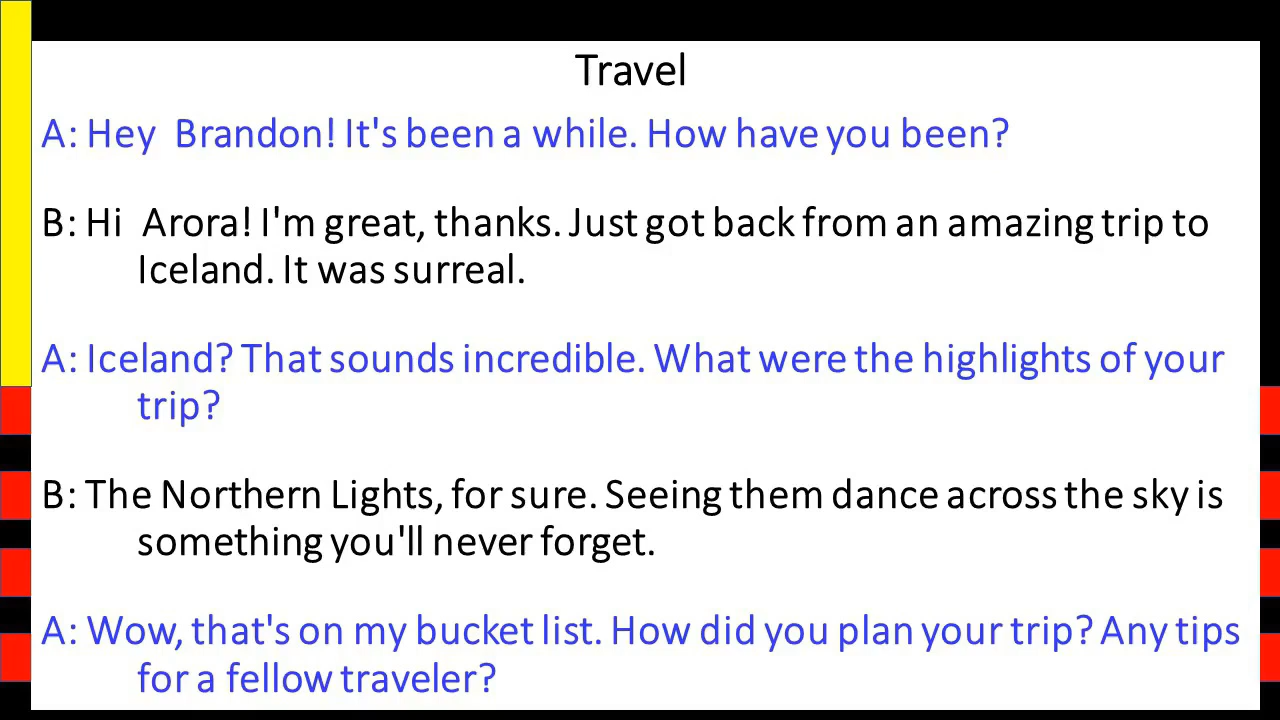 Travel
A: Hey  Brandon! It's been a while. How have you been?
B: Hi  Arora! I'm great, thanks. Just got back from an amazing trip to
Iceland. It was surreal.
A: Iceland? That sounds incredible. What were the highlights of your
trip?
B: The Northern Lights, for sure. Seeing them dance across the sky is
something you'll never forget.
A: Wow, that's on my bucket list. How did you plan your trip? Any tips
for a fellow traveler?